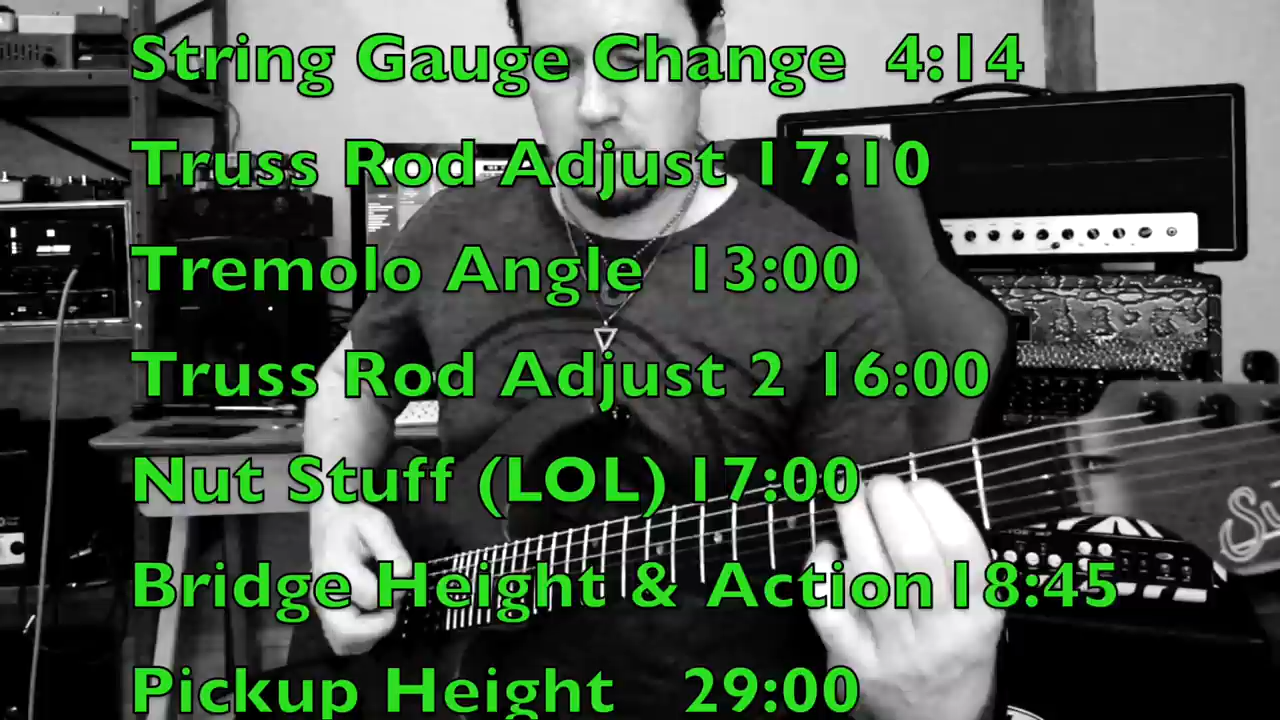 String Gauge Change 4:14
Truss Rod Adjust 17:10
Tremolo Angle 13:00
Truss Rod Adjust 2 16:00
Nut Stuff (LOL) 17:00
Bridge Height & Action 18:45
Pickup Height 29:00